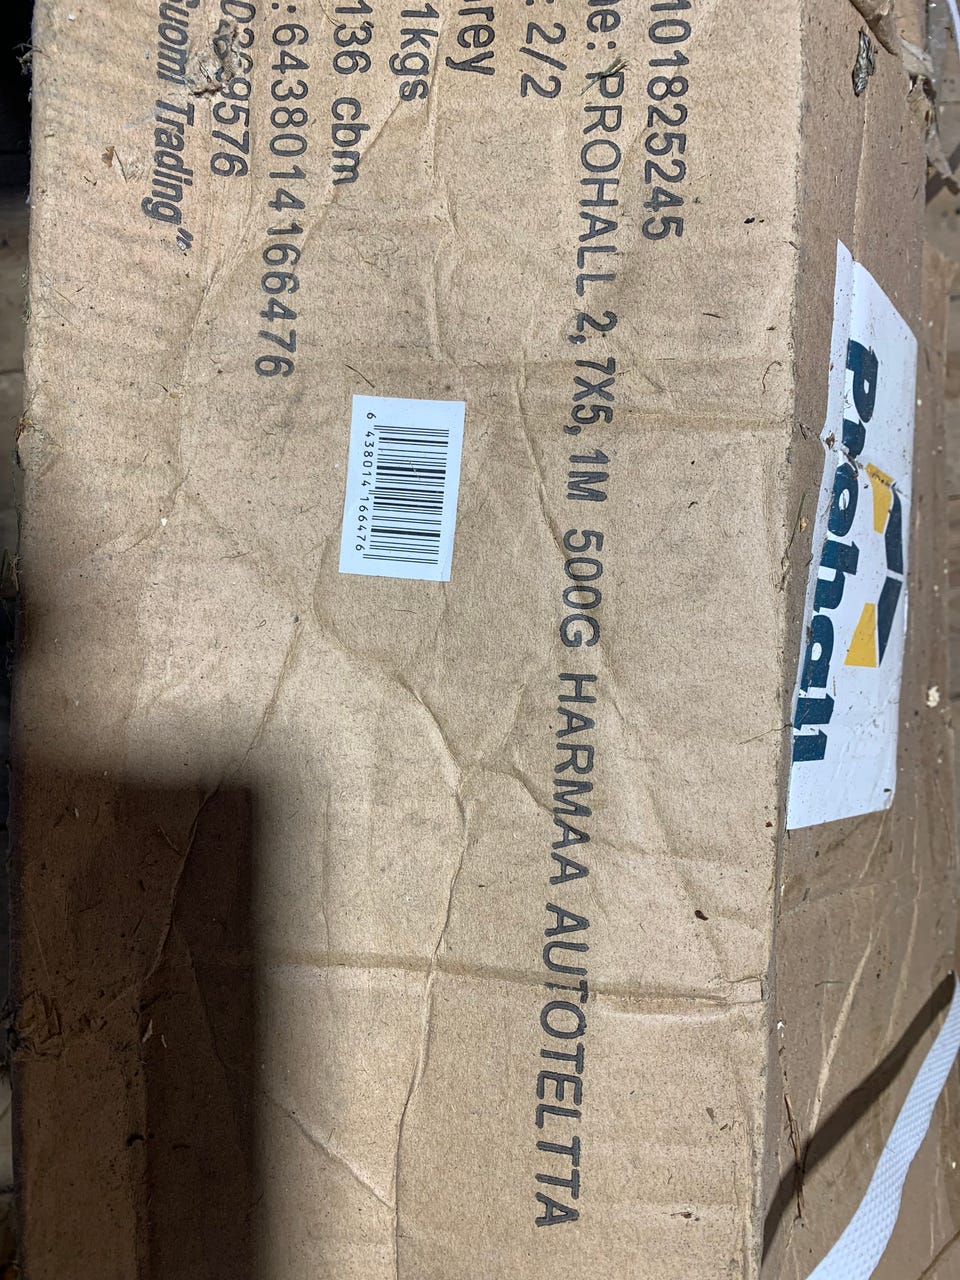 Prohall
101825245
me: PROHALL 2, 7X5, 1M 500G HARMAA AUTOTELTTA
: 2/2
rey
1kgs
136 cbm
: 6438014166476
Suomi Trading"
6 438014 166476